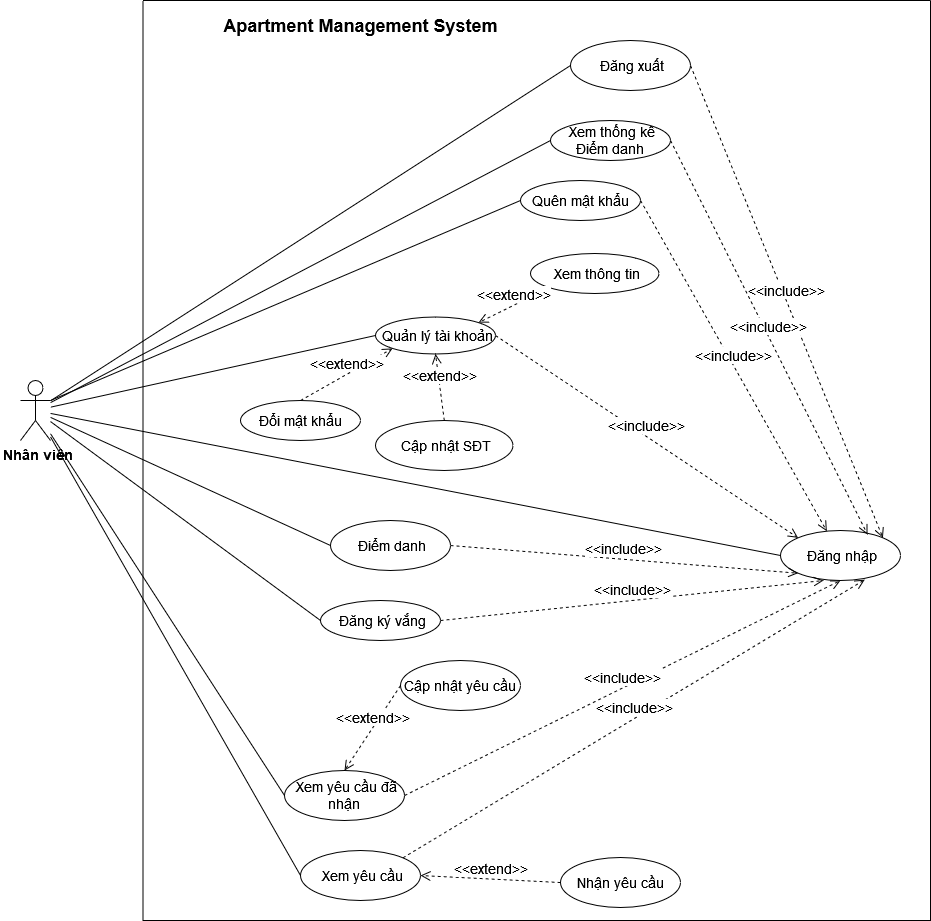 Apartment Management System
Đăng xuất
Xem thống kê
Điểm danh
Quên mật khẩu
Xem thông tin
<<include>>
<<extend>>
<<include>>
Quản lý tài khoản
<<include>>
<<extend>>
<<extend>>
Đổi mật khẩu
<<include>>
Cập nhật SĐT
Nhân viên
Điểm danh
<<include>>
Đăng nhập
<<include>>
Đăng ký vắng
<<include>>
Cập nhật yêu cầu
<<include>>
<<extend>>
Xem yêu cầu đã
nhận
<<extend>>
Xem yêu cầu
Nhận yêu cầu